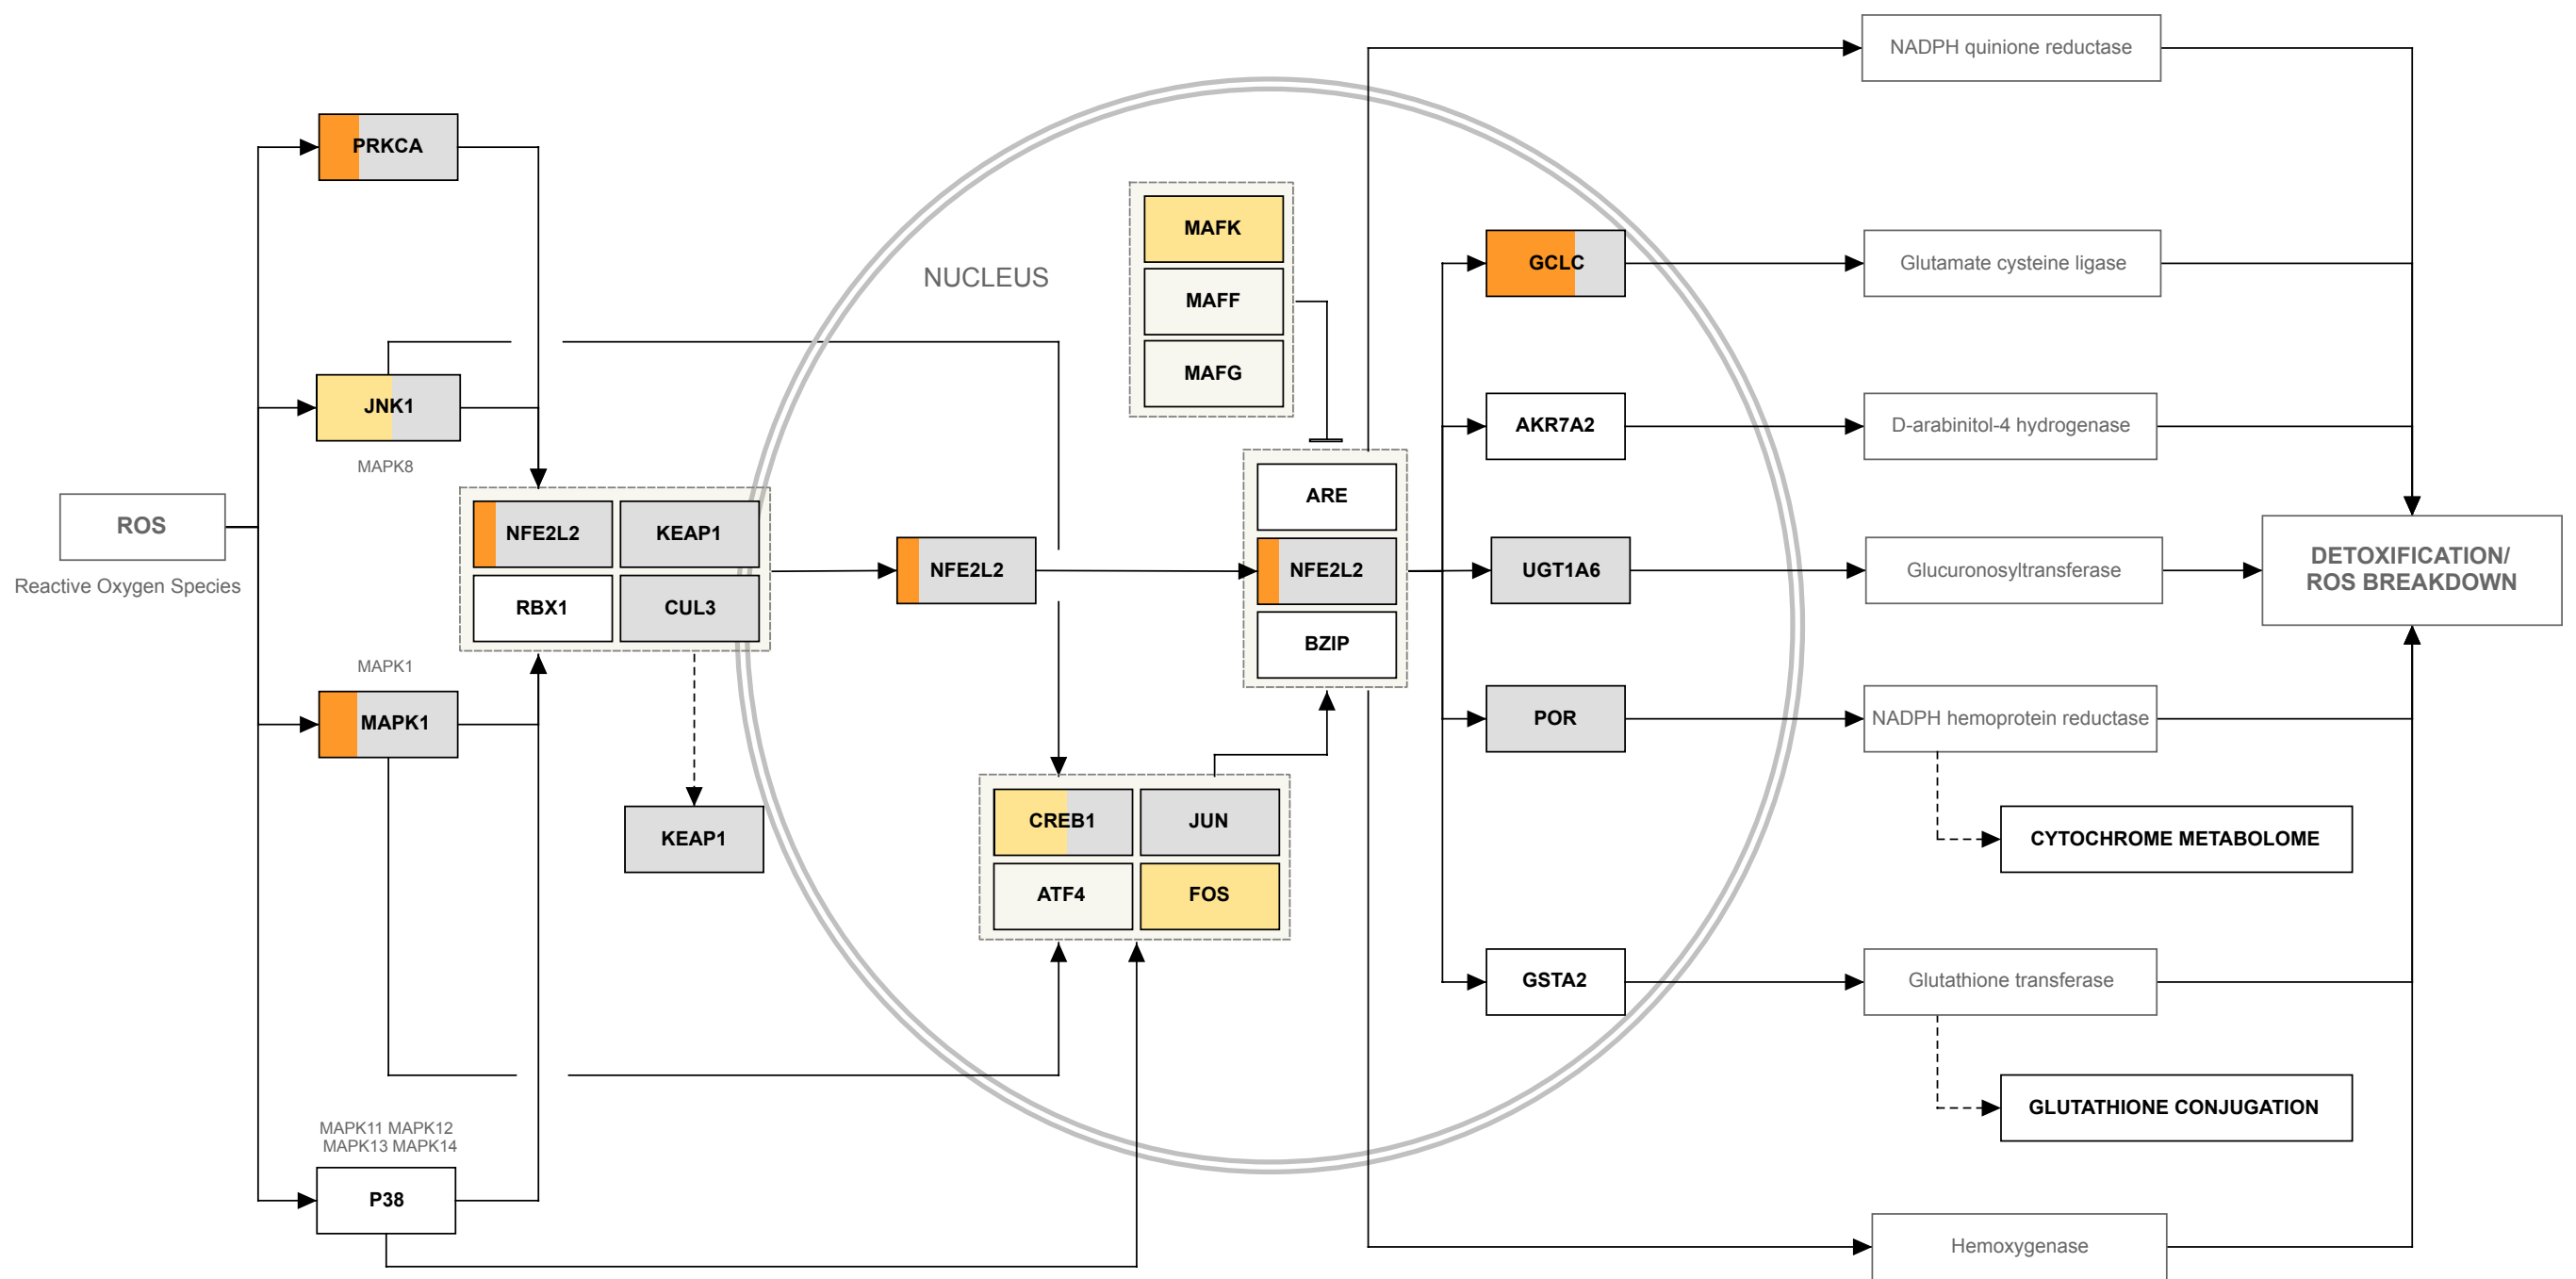 NADPH quinione reductase
PRKCA
MAFK
MAFF
MAFG
NUCLEUS
GCLC
Glutamate cysteine ligase
JNK1
MAPK8
AKR7A2
D-arabinitol-4 hydrogenase
ROS
Reactive Oxygen Species
NFE2L2
KEAP1
RBX1
CUL3
NFE2L2
ARE
NFE2L2
BZIP
UGT1A6
Glucuronosyltransferase
DETOXIFICATION/
ROS BREAKDOWN
MAPK1
MAPK1
POR
NADPH hemoprotein reductase
KEAP1
CREB1
JUN
ATF4
FOS
CYTOCHROME METABOLOME
GSTA2
Glutathione transferase
GLUTATHIONE CONJUGATION
MAPK11 MAPK12
MAPK13 MAPK14
P38
Hemoxygenase